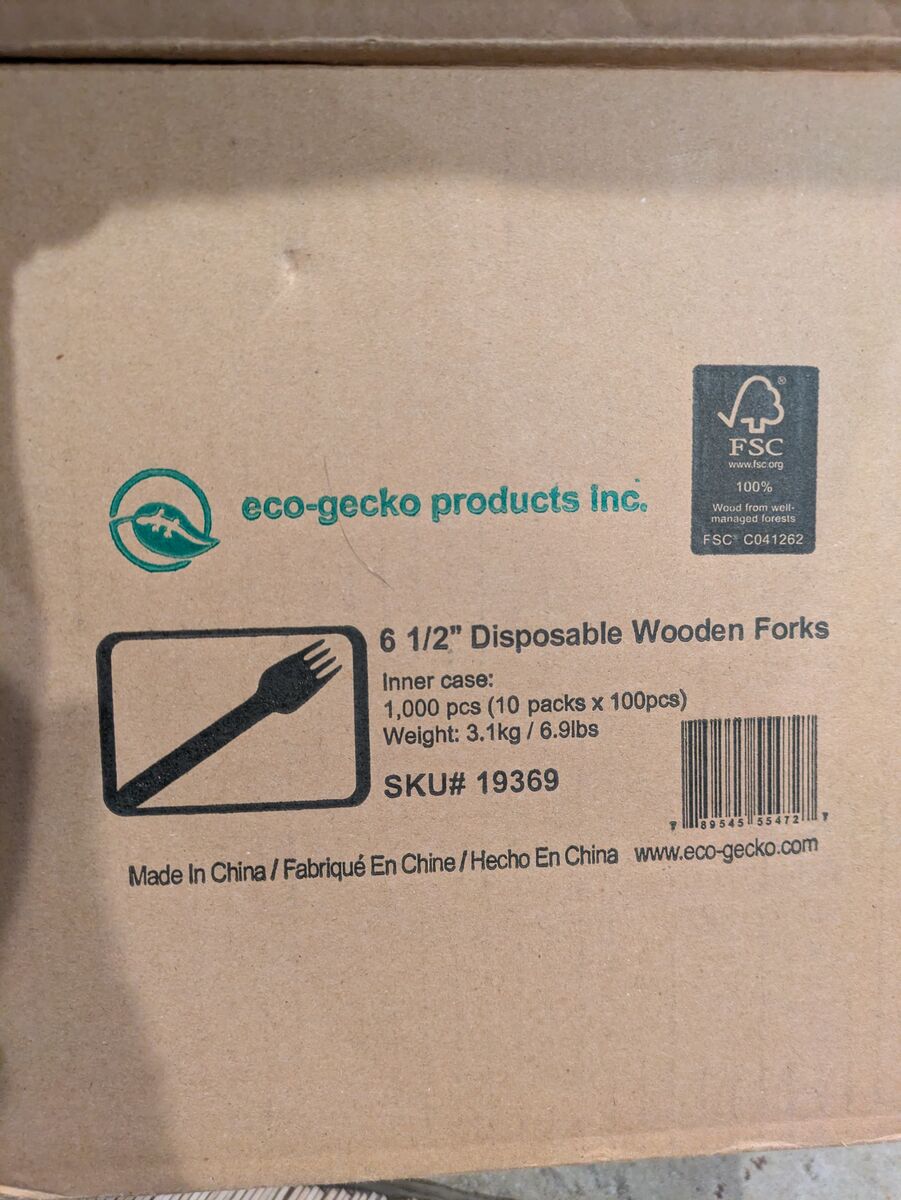 eco-gecko products inc.
FSC®
www.fsc.org
100%
Wood from well-
managed forests
FSC® C041262
6 1/2" Disposable Wooden Forks
Inner case:
1,000 pcs (10 packs x 100pcs)
Weight: 3.1kg / 6.9lbs
SKU# 19369
7 89545 55472 7
Made In China / Fabriqué En Chine / Hecho En China www.eco-gecko.com